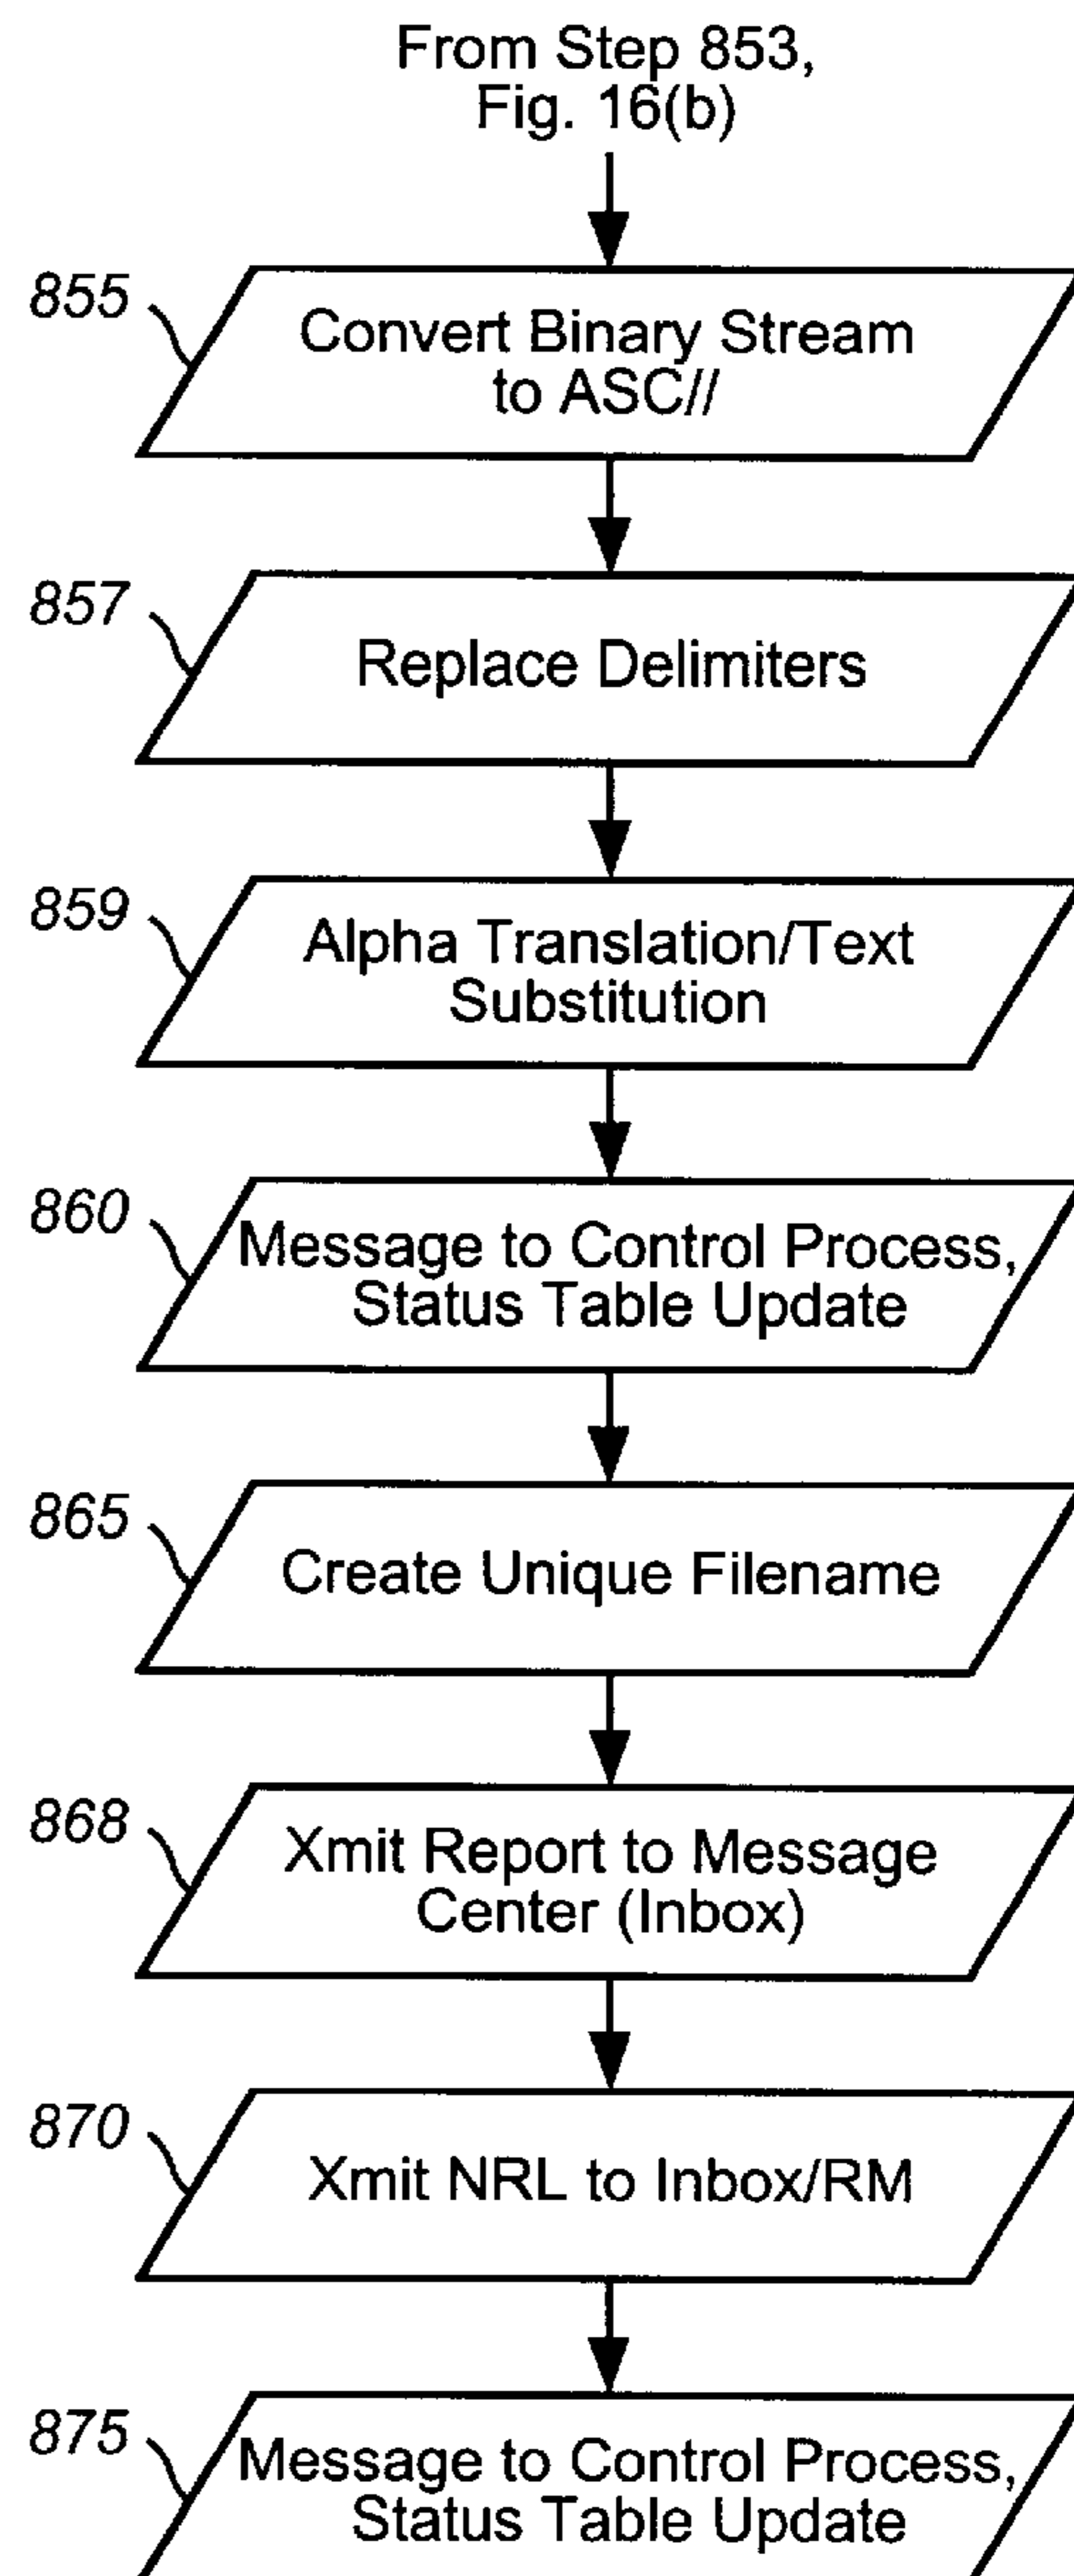 From Step 853,
Fig. 16(b)
855
Convert Binary Stream
to ASC//
857
Replace Delimiters
859
Alpha Translation/Text
Substitution
860
Message to Control Process,
Status Table Update
865
Create Unique Filename
868
Xmit Report to Message
Center (Inbox)
870
Xmit NRL to Inbox/RM
875
Message to Control Process,
Status Table Update